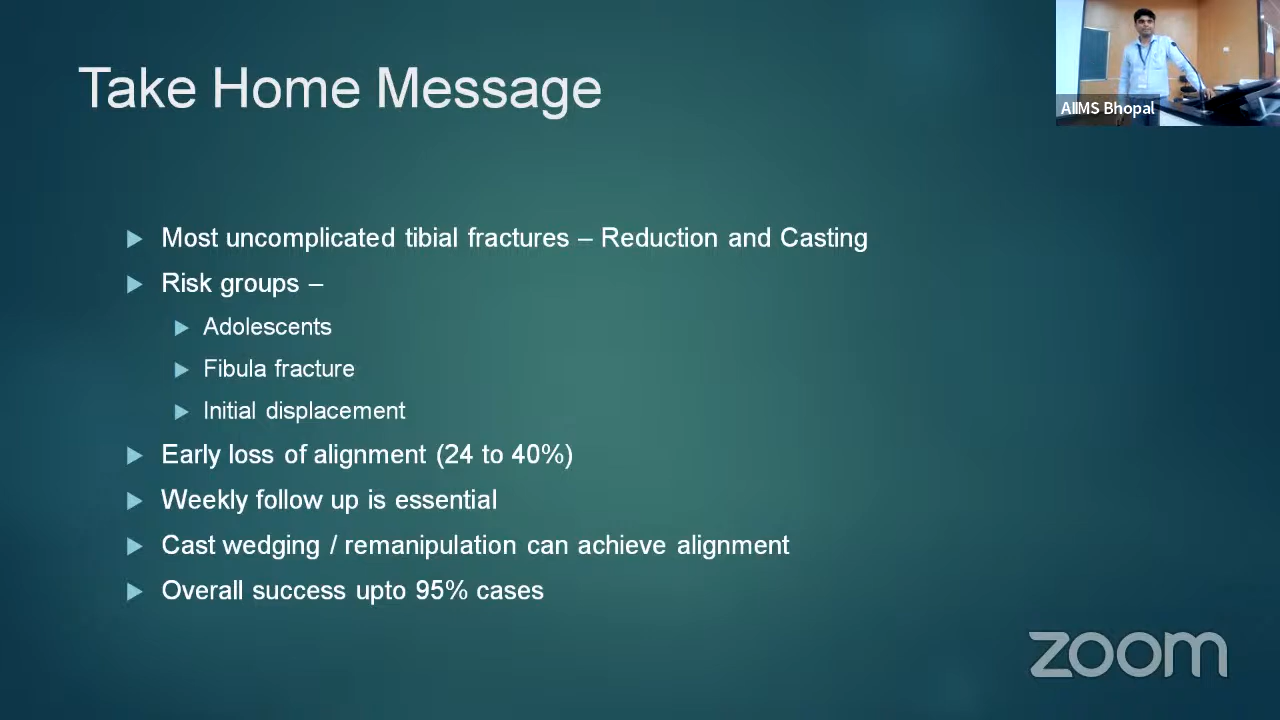 Take Home Message
AIIMS Bhopal
Most uncomplicated tibial fractures – Reduction and Casting
Risk groups –
Adolescents
Fibula fracture
Initial displacement
Early loss of alignment (24 to 40%)
Weekly follow up is essential
Cast wedging / remanipulation can achieve alignment
Overall success upto 95% cases
zoom